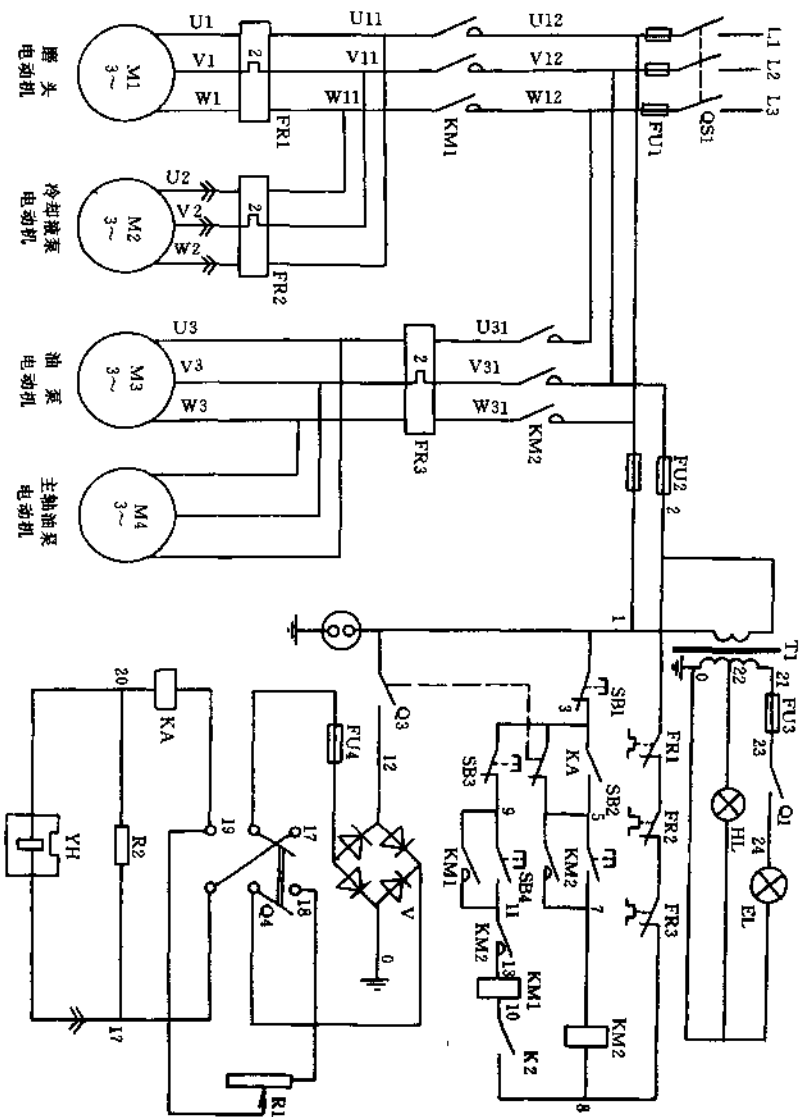 L1
L2
L3
QS1
FU1
U12
V12
W12
KM1
U11
V11
W11
FR1
2
U1
V1
W1
M1
3～
磨头
电动机
FR2
2
U2
V2
W2
M2
3～
冷却液泵
电动机
KM2
U31
V31
W31
FR3
2
U3
V3
W3
M3
3～
油泵
电动机
M4
3～
主轴油泵
电动机
FU2
2
1
T1
21
22
0
FU3
23
Q1
24
HL
EL
FR1
FR2
FR3
SB1
3
KA
SB2
5
KM2
7
KM2
8
SB3
9
KM1
SB4
11
KM2
13
KM1
10
K2
Q3
12
V
0
FU4
17
18
Q4
19
KA
20
R2
YH
17
R1